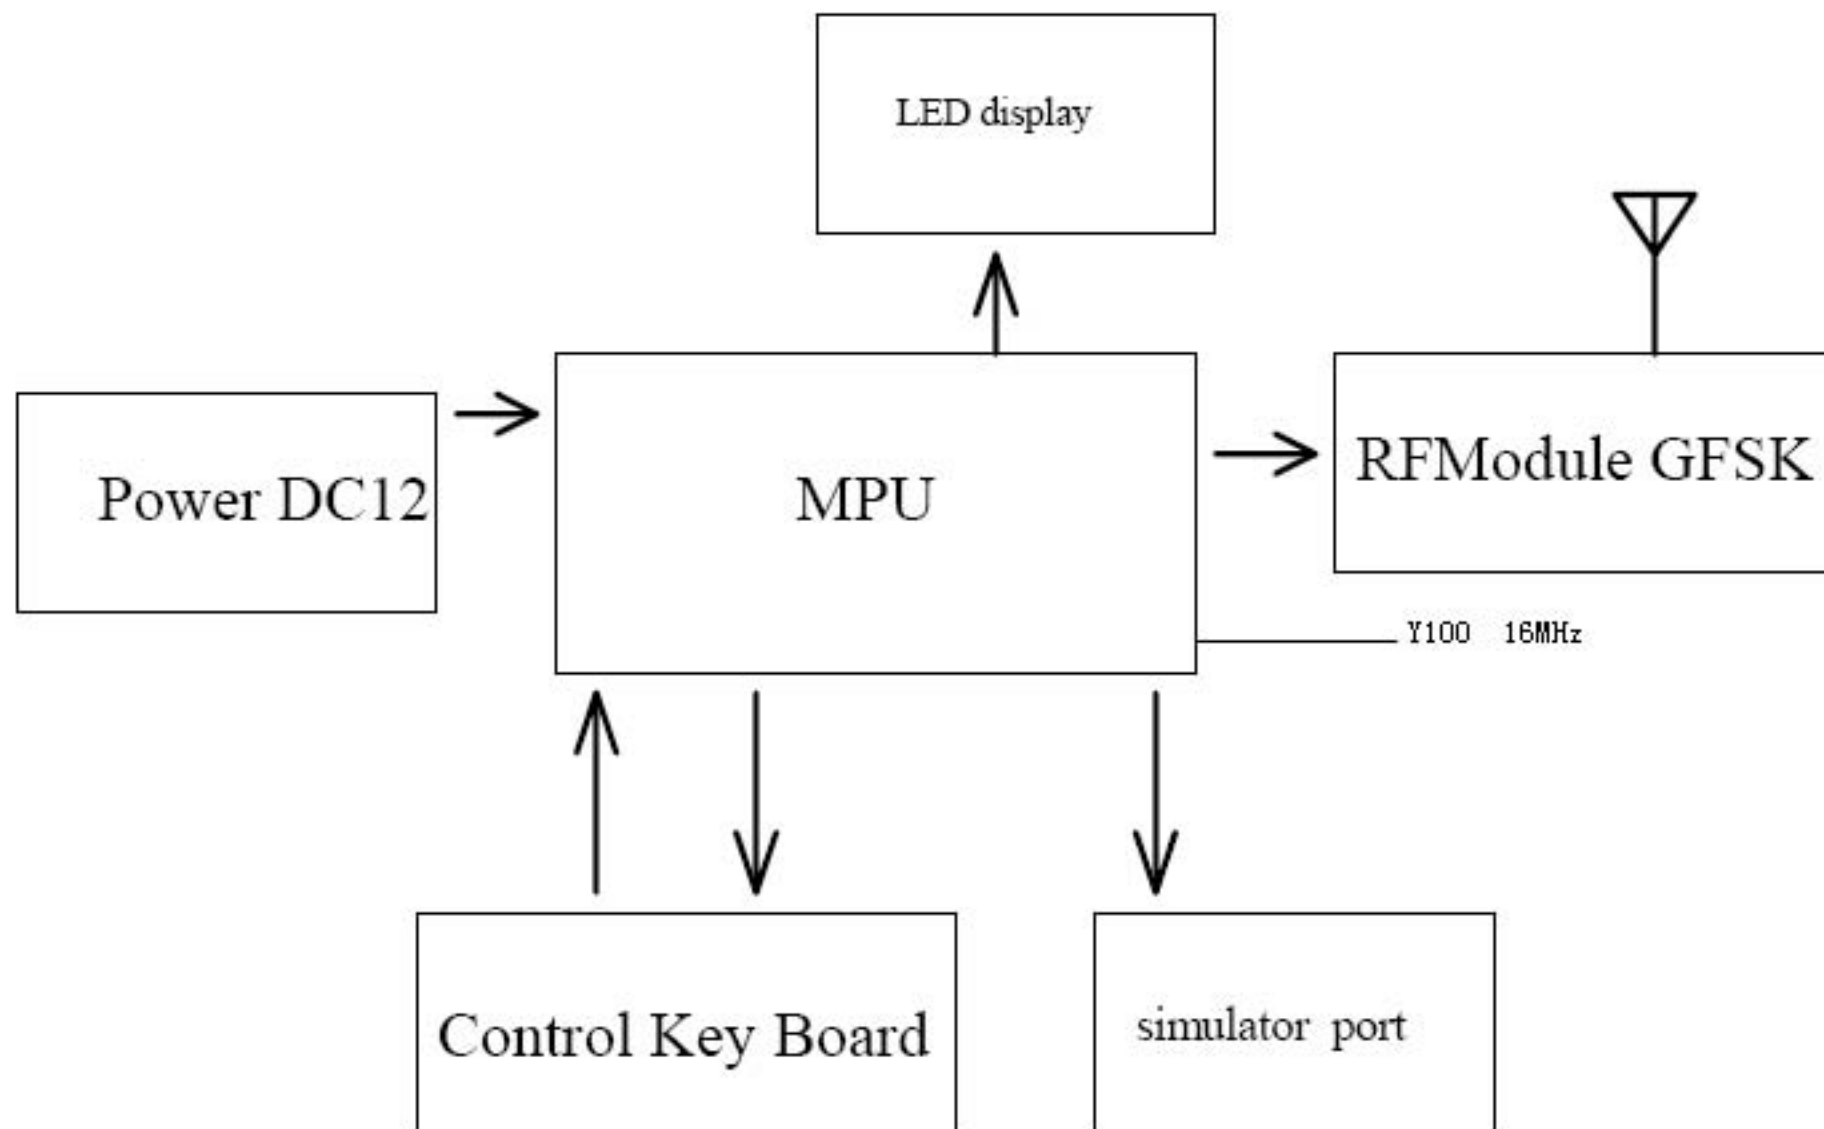 LED display
Power DC12
MPU
RFModule GFSK
Y100 16MHz
Control Key Board
simulator port